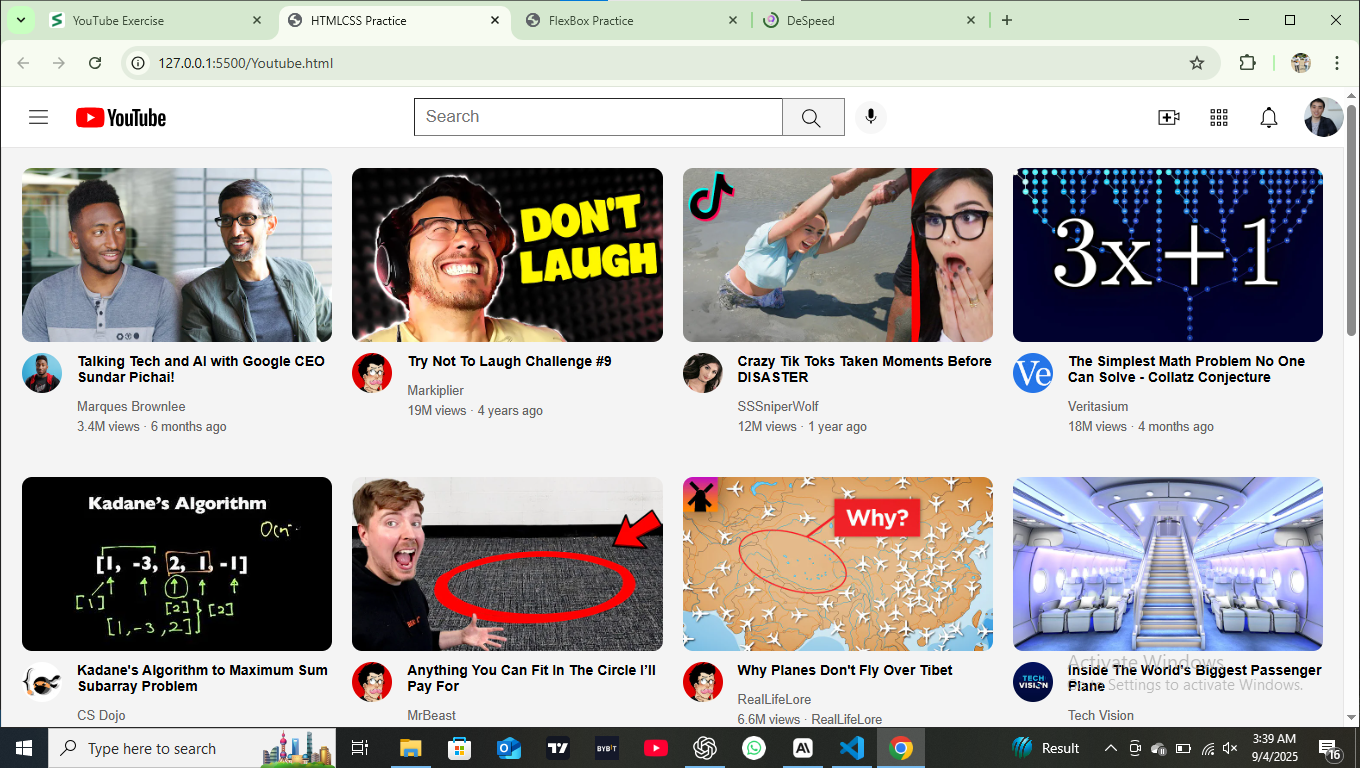 YouTube Exercise
HTMLCSS Practice
FlexBox Practice
DeSpeed
127.0.0.1:5500/Youtube.html
YouTube
Search
DON'T
LAUGH
3x+1
Talking Tech and AI with Google CEO
Sundar Pichai!
Marques Brownlee
3.4M views · 6 months ago
Try Not To Laugh Challenge #9
Markiplier
19M views · 4 years ago
Crazy Tik Toks Taken Moments Before
DISASTER
SSSniperWolf
12M views · 1 year ago
Ve
The Simplest Math Problem No One
Can Solve - Collatz Conjecture
Veritasium
18M views · 4 months ago
Kadane's Algorithm
[1, -3, 2, 1, -1]
[1]
[2]
[2]
[1,-3,2]
Why?
Kadane's Algorithm to Maximum Sum
Subarray Problem
CS Dojo
Anything You Can Fit In The Circle I'll
Pay For
MrBeast
Why Planes Don't Fly Over Tibet
RealLifeLore
6.6M views · RealLifeLore
TECH
VISION
Inside The World's Biggest Passenger
Plane
Tech Vision
Activate Windows
Go to Settings to activate Windows.
Type here to search
BYBIT
Result
3:39 AM
9/4/2025
16